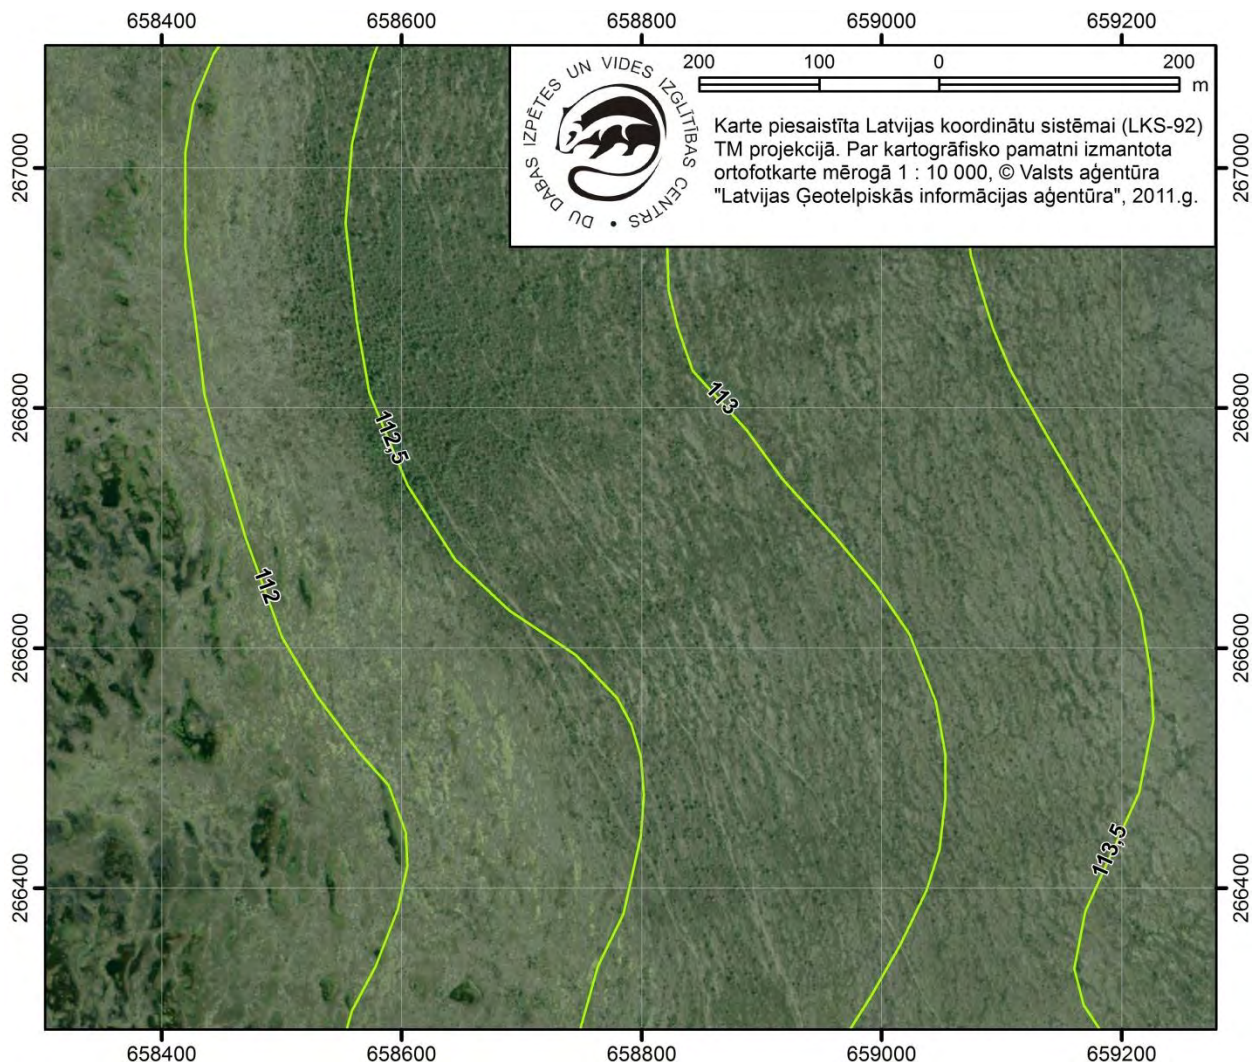 658400 658600 658800 659000 659200
200 100 0 200
m
DU DABAS IZPĒTES UN VIDES IZGLĪTĪBAS CENTRS •
Karte piesaistīta Latvijas koordinātu sistēmai (LKS-92)
TM projekcijā. Par kartogrāfisko pamatni izmantota
ortofotkarte mērogā 1 : 10 000, © Valsts aģentūra
"Latvijas Ģeotelpiskās informācijas aģentūra", 2011.g.
267000 267000
266800 266800
113
112,5
112
266600 266600
113,5
266400 266400
658400 658600 658800 659000 659200